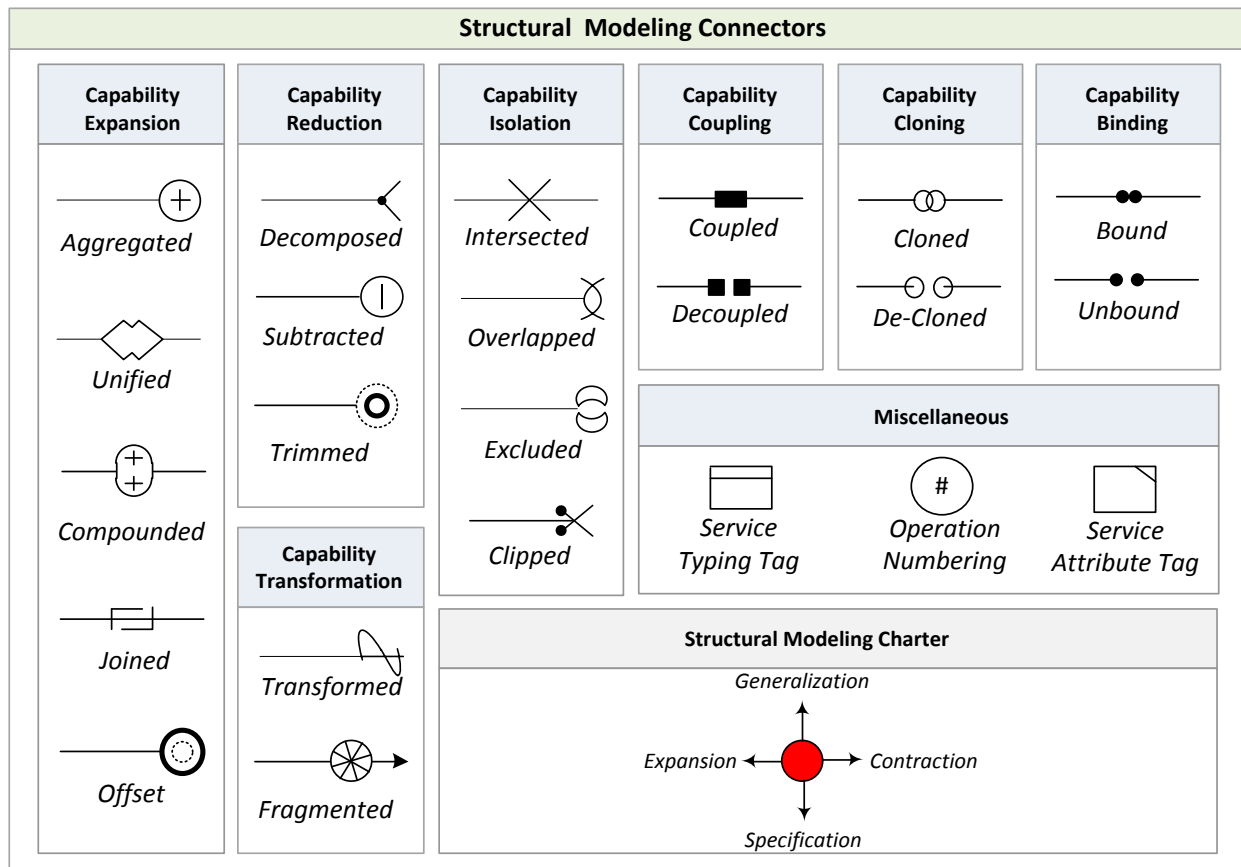 Structural Modeling Connectors
Capability
Expansion
Aggregated
Unified
Compounded
Joined
Offset
Capability
Reduction
Decomposed
Subtracted
Trimmed
Capability
Transformation
Transformed
Fragmented
Capability
Isolation
Intersected
Overlapped
Excluded
Clipped
Capability
Coupling
Coupled
Decoupled
Capability
Cloning
Cloned
De-Cloned
Capability
Binding
Bound
Unbound
Miscellaneous
Service
Typing Tag
#
Operation
Numbering
Service
Attribute Tag
Structural Modeling Charter
Generalization
Expansion
Contraction
Specification